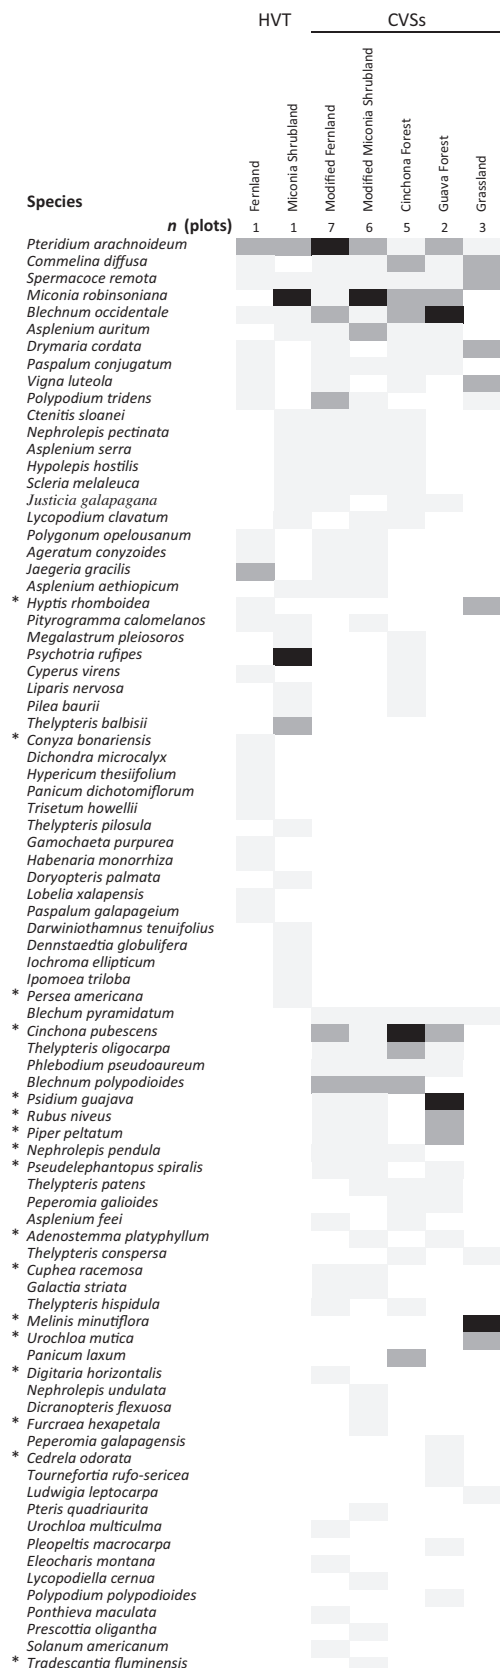 HVT CVSs
Fernland
Miconia Shrubland
Modified Fernland
Modified Miconia Shrubland
Cinchona Forest
Guava Forest
Grassland
Species
n (plots) 1 1 7 6 5 2 3
Pteridium arachnoideum
Commelina diffusa
Spermacoce remota
Miconia robinsoniana
Blechnum occidentale
Asplenium auritum
Drymaria cordata
Paspalum conjugatum
Vigna luteola
Polypodium tridens
Ctenitis sloanei
Nephrolepis pectinata
Asplenium serra
Hypolepis hostilis
Scleria melaleuca
Justicia galapagana
Lycopodium clavatum
Polygonum opelousanum
Ageratum conyzoides
Jaegeria gracilis
Asplenium aethiopicum
* Hyptis rhomboidea
Pityrogramma calomelanos
Megalastrum pleiosoros
Psychotria rufipes
Cyperus virens
Liparis nervosa
Pilea baurii
Thelypteris balbisii
* Conyza bonariensis
Dichondra microcalyx
Hypericum thesiifolium
Panicum dichotomiflorum
Trisetum howellii
Thelypteris pilosula
Gamochaeta purpurea
Habenaria monorrhiza
Doryopteris palmata
Lobelia xalapensis
Paspalum galapageium
Darwiniothamnus tenuifolius
Dennstaedtia globulifera
Iochroma ellipticum
Ipomoea triloba
* Persea americana
Blechum pyramidatum
* Cinchona pubescens
Thelypteris oligocarpa
Phlebodium pseudoaureum
Blechnum polypodioides
* Psidium guajava
* Rubus niveus
* Piper peltatum
* Nephrolepis pendula
* Pseudelephantopus spiralis
Thelypteris patens
Peperomia galioides
Asplenium feei
* Adenostemma platyphyllum
Thelypteris conspersa
* Cuphea racemosa
Galactia striata
Thelypteris hispidula
* Melinis minutiflora
* Urochloa mutica
Panicum laxum
* Digitaria horizontalis
Nephrolepis undulata
Dicranopteris flexuosa
* Furcraea hexapetala
Peperomia galapagensis
* Cedrela odorata
Tournefortia rufo-sericea
Ludwigia leptocarpa
Pteris quadriaurita
Urochloa multiculma
Pleopeltis macrocarpa
Eleocharis montana
Lycopodiella cernua
Polypodium polypodioides
Ponthieva maculata
Prescottia oligantha
Solanum americanum
* Tradescantia fluminensis